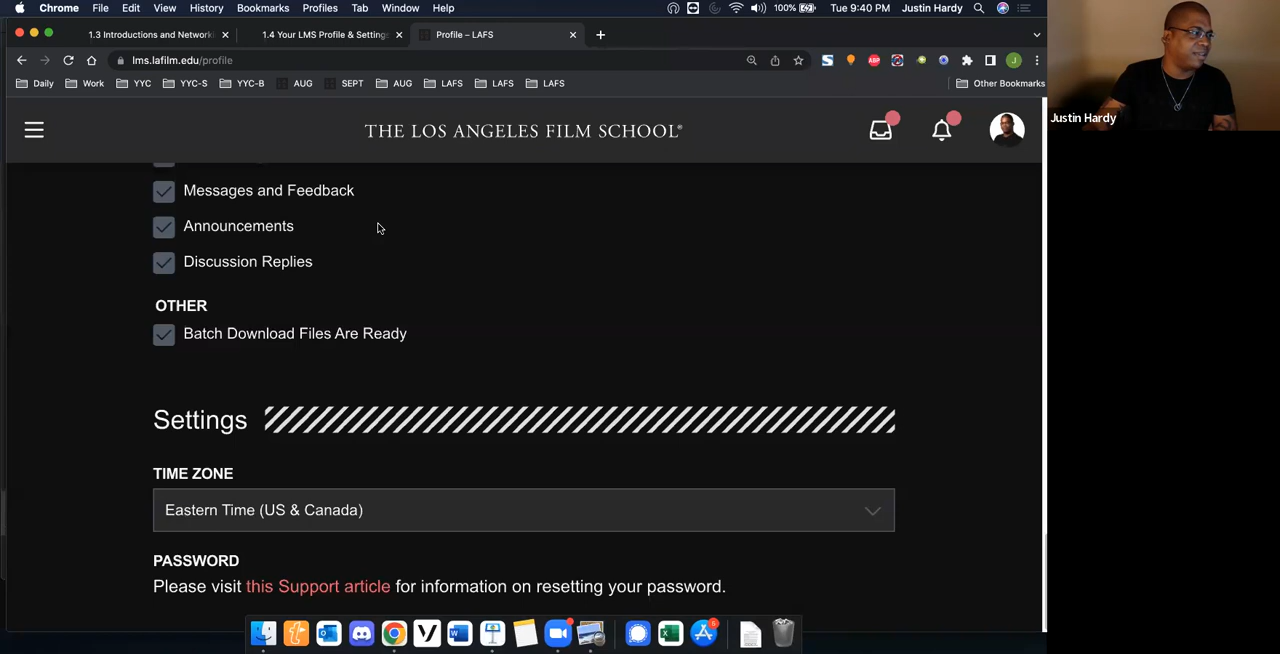 Chrome File Edit View History Bookmarks Profiles Tab Window Help 100% Tue 9:40 PM Justin Hardy
1.3 Introductions and Networki 1.4 Your LMS Profile & Settings Profile – LAFS
lms.lafilm.edu/profile
Daily Work YYC YYC-S YYC-B AUG SEPT AUG LAFS LAFS LAFS Other Bookmarks
THE LOS ANGELES FILM SCHOOL®
Justin Hardy
Messages and Feedback
Announcements
Discussion Replies
OTHER
Batch Download Files Are Ready
Settings
TIME ZONE
Eastern Time (US & Canada)
PASSWORD
Please visit this Support article for information on resetting your password.